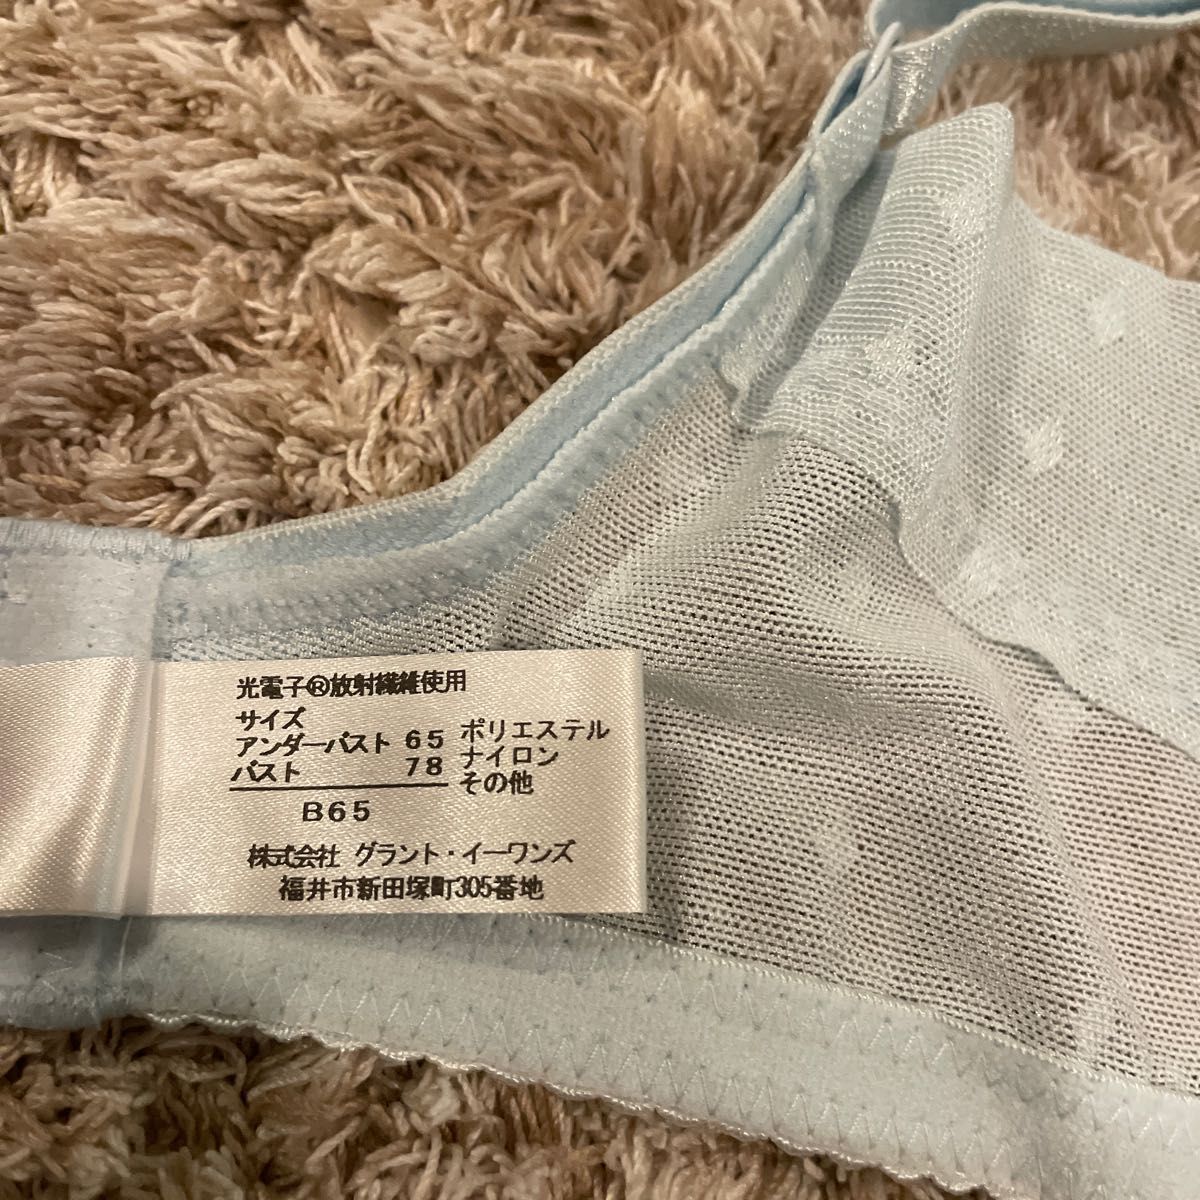 光電子®放射繊維使用
サイズ
アンダーバスト 65
バスト 78
B65
ポリエステル
ナイロン
その他
株式会社 グラント・イーワンズ
福井市新田塚町305番地